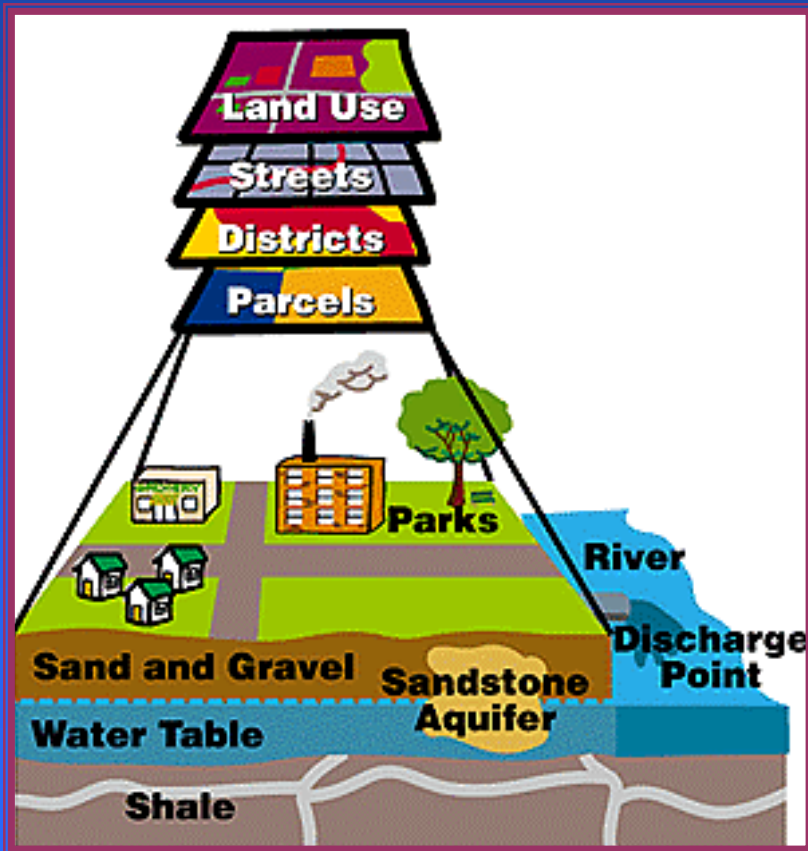 Land Use
Streets
Districts
Parcels
Parks
River
Discharge
Point
Sand and Gravel
Sandstone
Aquifer
Water Table
Shale